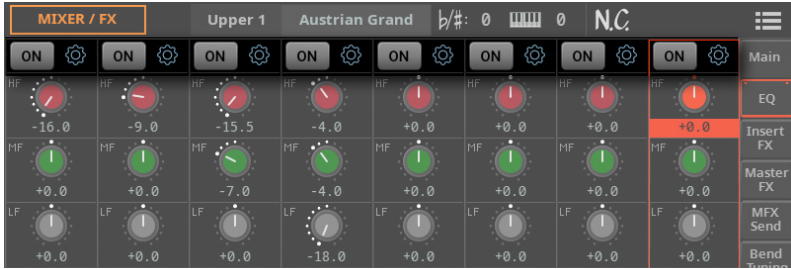 MIXER / FX Upper 1 Austrian Grand b/#: 0 0 N.C.
ON ON ON ON ON ON ON ON Main
HF HF HF HF HF HF HF HF EQ
-16.0 -9.0 -15.5 -4.0 +0.0 +0.0 +0.0 +0.0
Insert
FX
MF MF MF MF MF MF MF MF
+0.0 +0.0 -7.0 -4.0 +0.0 +0.0 +0.0 +0.0
Master
FX
LF LF LF LF LF LF LF LF
MFX
Send
+0.0 +0.0 +0.0 -18.0 +0.0 +0.0 +0.0 +0.0
Bend
Tuning